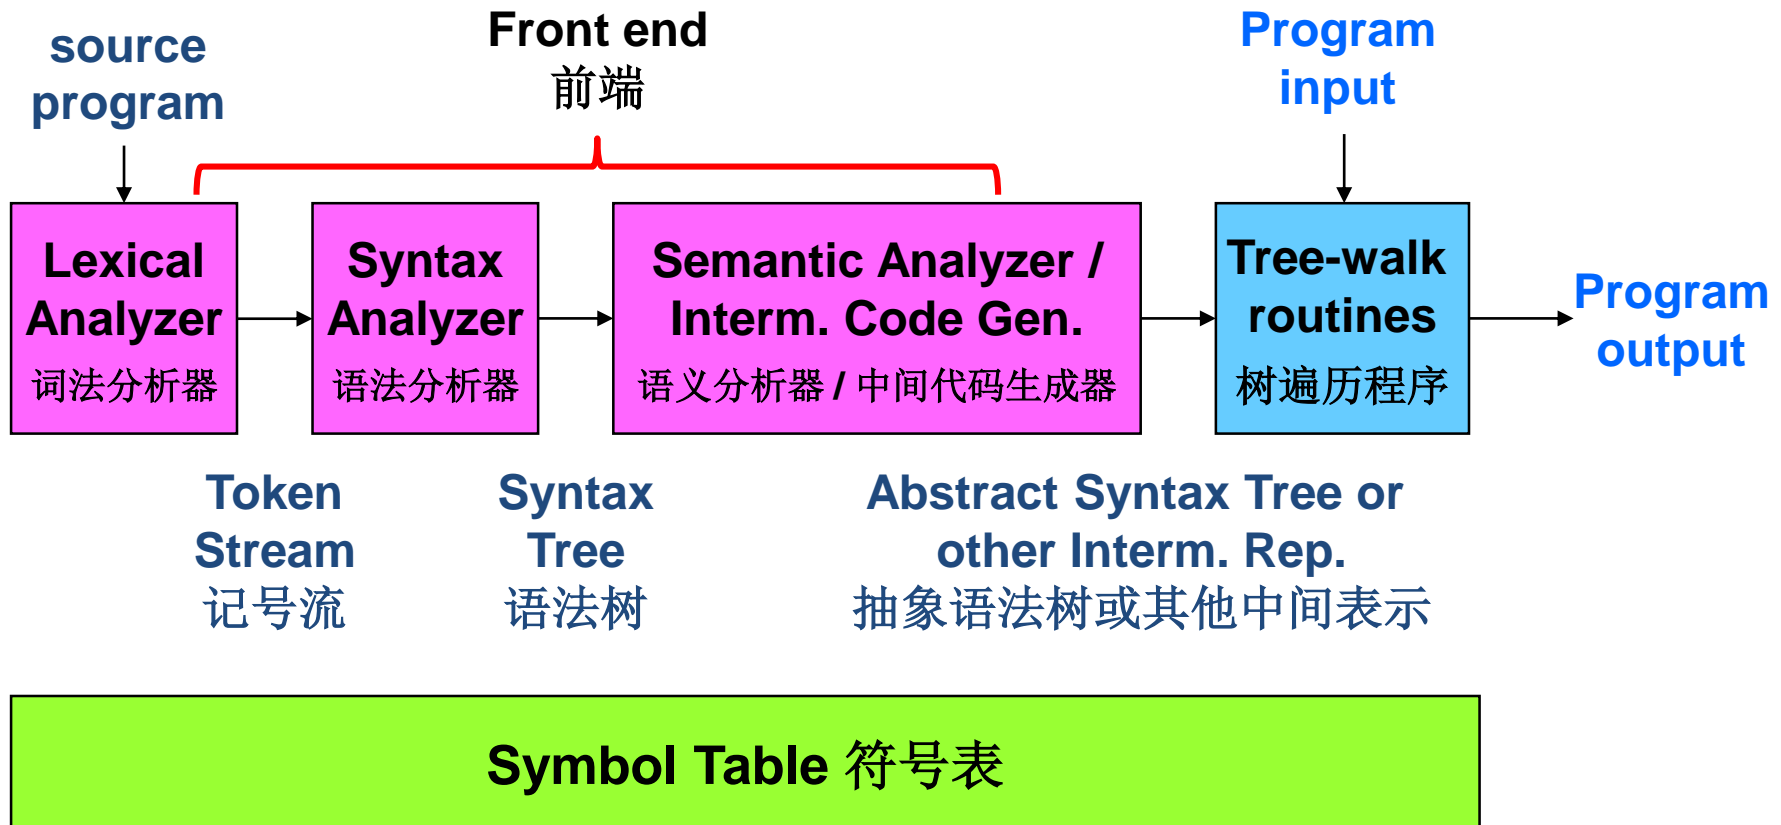 source
program
Front end
前端
Program
input
Lexical
Analyzer
词法分析器
Syntax
Analyzer
语法分析器
Semantic Analyzer /
Interm. Code Gen.
语义分析器 / 中间代码生成器
Tree-walk
routines
树遍历程序
Program
output
Token
Stream
记号流
Syntax
Tree
语法树
Abstract Syntax Tree or
other Interm. Rep.
抽象语法树或其他中间表示
Symbol Table 符号表